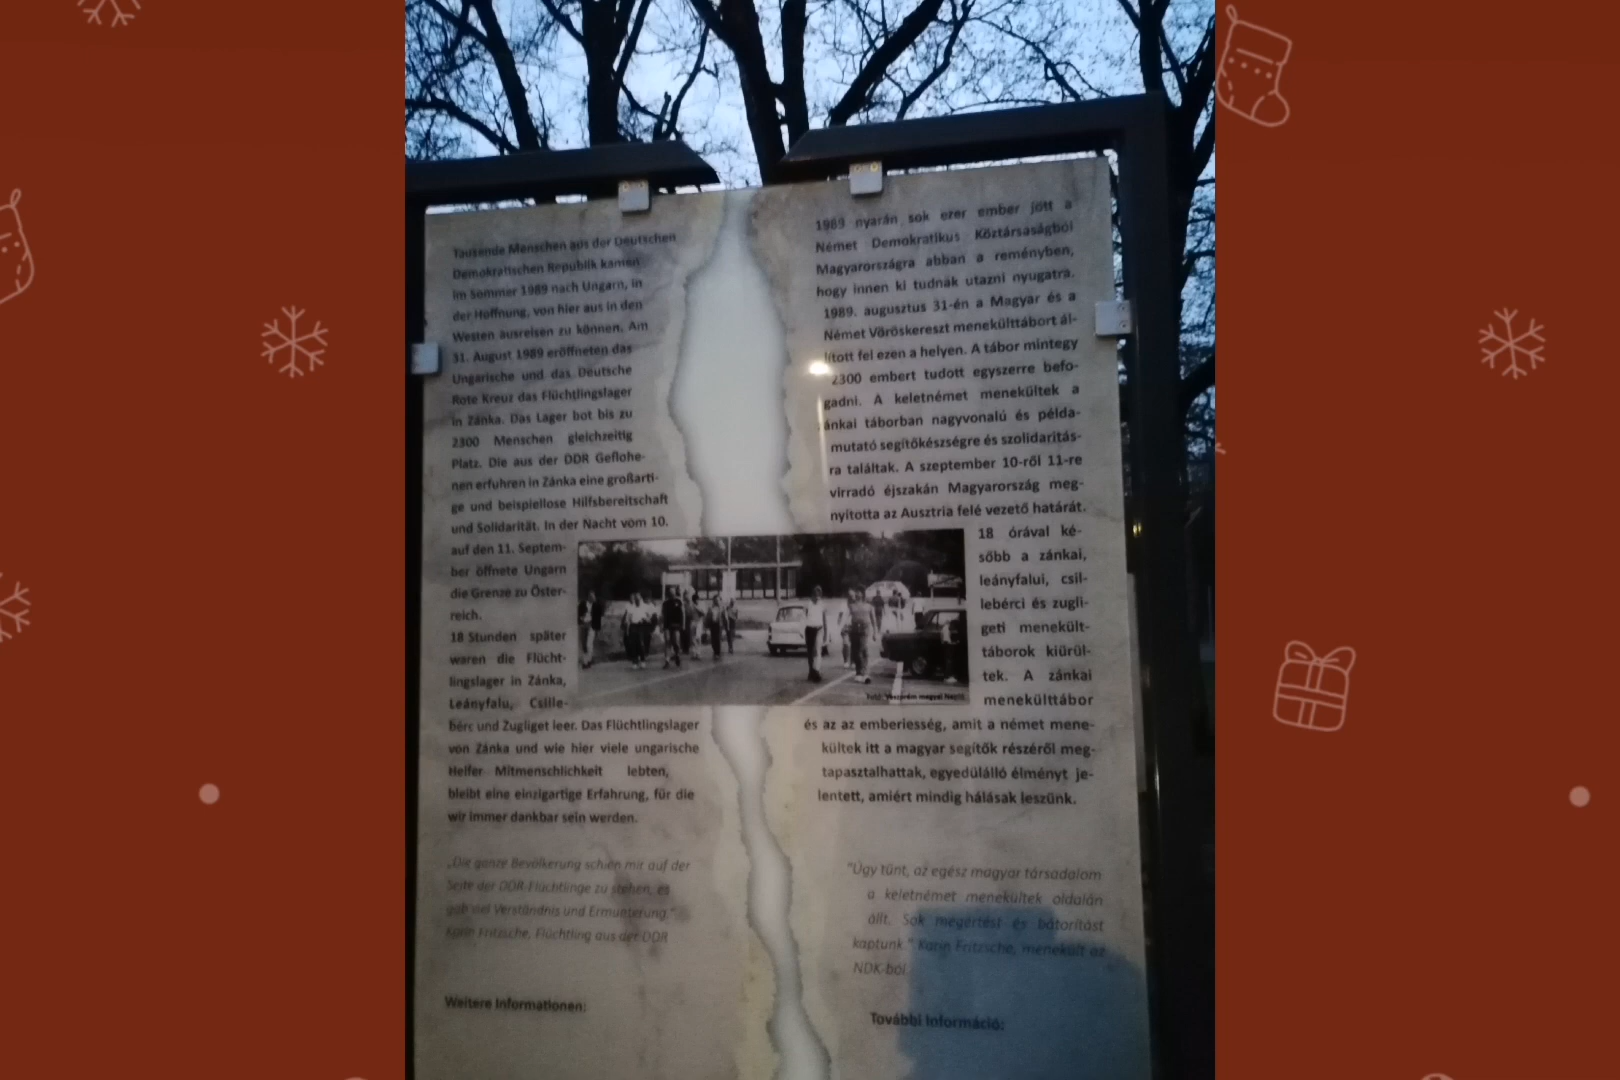 Tausende Menschen aus der Deutschen
Demokratischen Republik kamen
im Sommer 1989 nach Ungarn, in
der Hoffnung, von hier aus in den
Westen ausreisen zu können. Am
31. August 1989 eröffneten das
Ungarische und das Deutsche
Rote Kreuz das Flüchtlingslager
in Zánka. Das Lager bot bis zu
2300 Menschen gleichzeitig
Platz. Die aus der DDR Geflohe-
nen erfuhren in Zánka eine großarti-
ge und beispiellose Hilfsbereitschaft
und Solidarität. In der Nacht vom 10.
auf den 11. Septem-
ber öffnete Ungarn
die Grenze zu Öster-
reich.
18 Stunden später
waren die Flücht-
lingslager in Zánka,
Leányfalu, Csille-
bérc und Zugliget leer. Das Flüchtlingslager
von Zánka und wie hier viele ungarische
Helfer Mitmenschlichkeit lebten,
bleibt eine einzigartige Erfahrung, für die
wir immer dankbar sein werden.
„Die ganze Bevölkerung schien mir auf der
Seite der DDR-Flüchtlinge zu stehen, es
gab viel Verständnis und Ermunterung."
Karin Fritzsche, Flüchtling aus der DDR
Weitere Informationen:
1989 nyarán sok ezer ember jött a
Német Demokratikus Köztársaságból
Magyarországra abban a reményben,
hogy innen ki tudnak utazni nyugatra.
1989. augusztus 31-én a Magyar és a
Német Vöröskereszt menekülttábort ál-
lított fel ezen a helyen. A tábor mintegy
2300 embert tudott egyszerre befo-
gadni. A keletnémet menekültek a
zánkai táborban nagyvonalú és példa-
mutató segítőkészségre és szolidaritás-
ra találtak. A szeptember 10-ről 11-re
virradó éjszakán Magyarország meg-
nyitotta az Ausztria felé vezető határát.
18 órával ké-
sőbb a zánkai,
leányfalui, csil-
lebérci és zugli-
geti menekült-
táborok kiürül-
tek. A zánkai
menekülttábor
és az az emberiesség, amit a német mene-
kültek itt a magyar segítők részéről meg-
tapasztalhattak, egyedülálló élményt je-
lentett, amiért mindig hálásak leszünk.
"Úgy tűnt, az egész magyar társadalom
a keletnémet menekültek oldalán
állt. Sok megértést és bátorítást
kaptunk." Karin Fritzsche, menekült az
NDK-ból
További információ:
Fotó: Veszprém megyei Napló